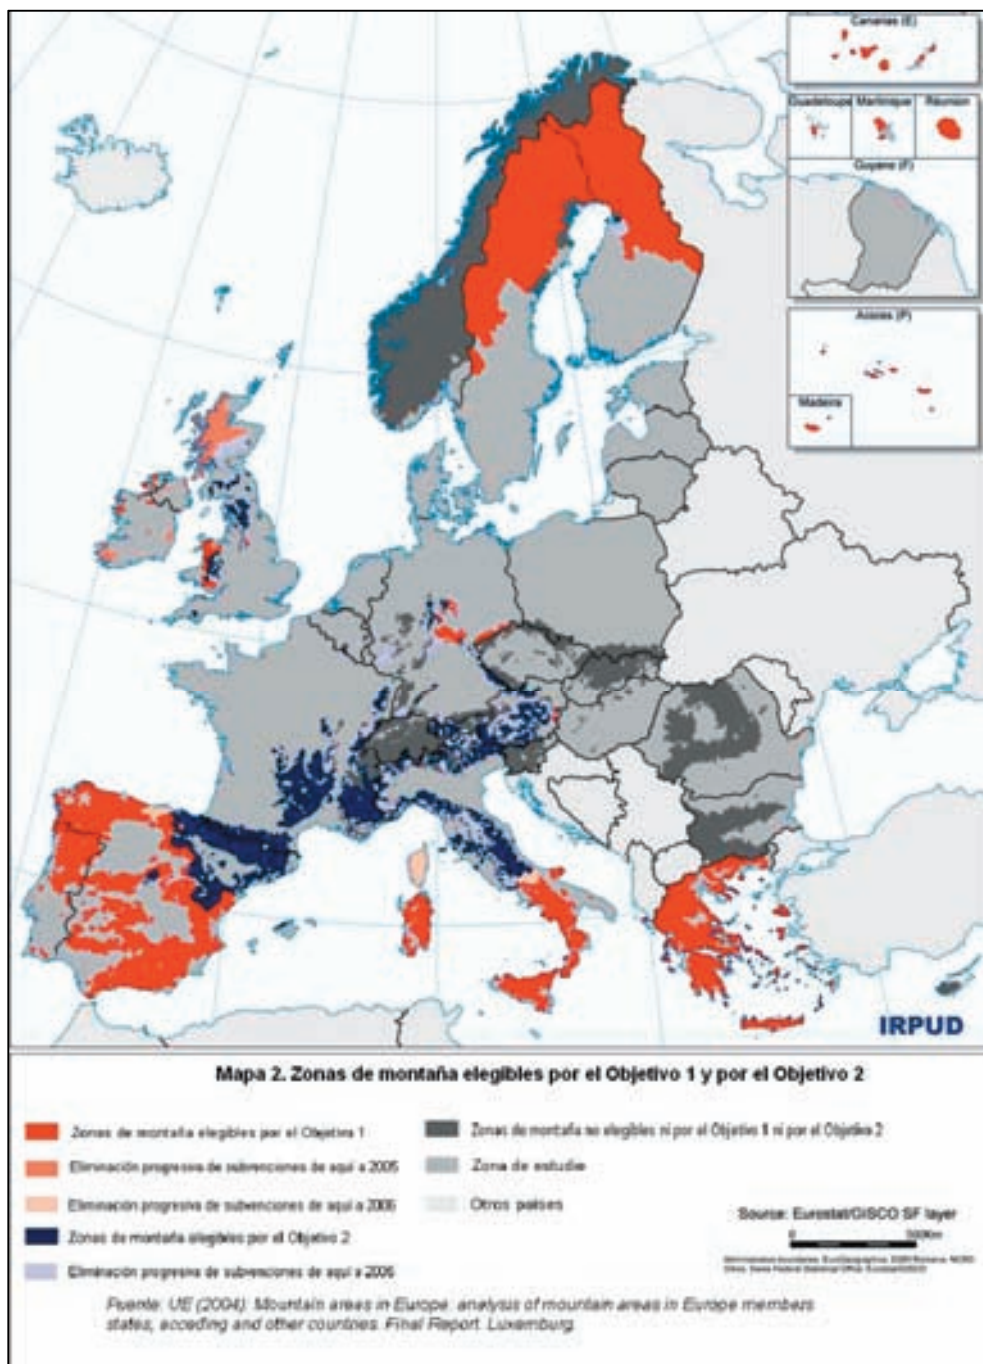 Canarias (E)
Guadeloupe Martinique Réunion
Guyane (F)
Azores (P)
Madeira
IRPUD
Mapa 2. Zonas de montaña elegibles por el Objetivo 1 y por el Objetivo 2
Zonas de montaña elegibles por el Objetivo 1
Zonas de montaña no elegibles ni por el Objetivo 1 ni por el Objetivo 2
Eliminación progresiva de subvenciones de aquí a 2005
Zona de estudio
Eliminación progresiva de subvenciones de aquí a 2006
Otros países
Zonas de montaña elegibles por el Objetivo 2
Eliminación progresiva de subvenciones de aquí a 2006
Source: Eurostat/GISCO SF layer
0 500Km
Fuente: UE (2004). Mountain areas in Europe: analysis of mountain areas in Europe members
states, acceding and other countries. Final Report. Luxemburg.